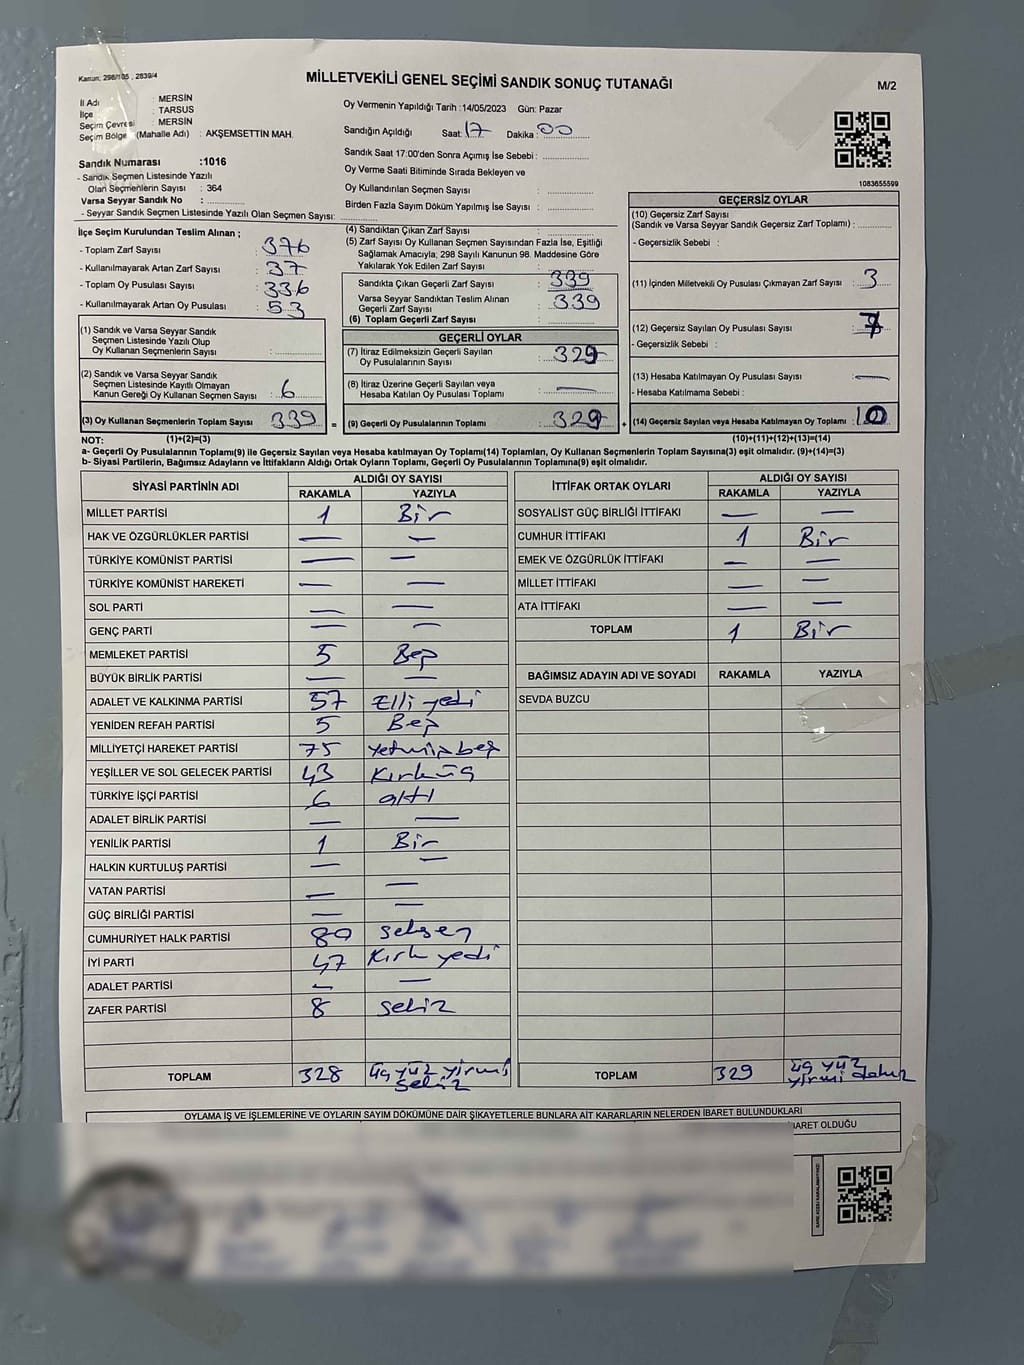 Kanun: 298/105 , 2839/4
MİLLETVEKİLİ GENEL SEÇİMİ SANDIK SONUÇ TUTANAĞI
M/2
İl Adı : MERSİN
İlçe : TARSUS
Seçim Çevresi : MERSİN
Seçim Bölge (Mahalle Adı) : AKŞEMSETTİN MAH.
Sandık Numarası :1016
- Sandık Seçmen Listesinde Yazılı
Olan Seçmenlerin Sayısı : 364
Varsa Seyyar Sandık No :
- Seyyar Sandık Seçmen Listesinde Yazılı Olan Seçmen Sayısı:
Oy Vermenin Yapıldığı Tarih :14/05/2023 Gün: Pazar
Sandığın Açıldığı Saat: 17 Dakika : 00
Sandık Saat 17:00'den Sonra Açımış İse Sebebi :
Oy Verme Saati Bitiminde Sırada Bekleyen ve
Oy Kullandırılan Seçmen Sayısı :
Birden Fazla Sayım Döküm Yapılmış İse Sayısı :
1083655599
İlçe Seçim Kurulundan Teslim Alınan ;
- Toplam Zarf Sayısı : 376
- Kullanılmayarak Artan Zarf Sayısı : 37
- Toplam Oy Pusulası Sayısı : 336
- Kullanılmayarak Artan Oy Pusulası : 53
(1) Sandık ve Varsa Seyyar Sandık
Seçmen Listesinde Yazılı Olup
Oy Kullanan Seçmenlerin Sayısı :
(2) Sandık ve Varsa Seyyar Sandık
Seçmen Listesinde Kayıtlı Olmayan
Kanun Gereği Oy Kullanan Seçmen Sayısı : 6
(3) Oy Kullanan Seçmenlerin Toplam Sayısı : 339
(4) Sandıktan Çıkan Zarf Sayısı :
(5) Zarf Sayısı Oy Kullanan Seçmen Sayısından Fazla İse, Eşitliği
Sağlamak Amacıyla; 298 Sayılı Kanunun 98. Maddesine Göre
Yakılarak Yok Edilen Zarf Sayısı :
Sandıkta Çıkan Geçerli Zarf Sayısı : 339
Varsa Seyyar Sandıktan Teslim Alınan
Geçerli Zarf Sayısı : 339
(6) Toplam Geçerli Zarf Sayısı :
GEÇERLİ OYLAR
(7) İtiraz Edilmeksizin Geçerli Sayılan
Oy Pusulalarının Sayısı : 329
(8) İtiraz Üzerine Geçerli Sayılan veya
Hesaba Katılan Oy Pusulası Toplamı : —
(9) Geçerli Oy Pusulalarının Toplamı : 329
GEÇERSİZ OYLAR
(10) Geçersiz Zarf Sayısı
(Sandık ve Varsa Seyyar Sandık Geçersiz Zarf Toplamı) :
- Geçersizlik Sebebi :
(11) İçinden Milletvekili Oy Pusulası Çıkmayan Zarf Sayısı : 3
(12) Geçersiz Sayılan Oy Pusulası Sayısı : 7
- Geçersizlik Sebebi :
(13) Hesaba Katılmayan Oy Pusulası Sayısı : —
- Hesaba Katılmama Sebebi :
(14) Geçersiz Sayılan veya Hesaba Katılmayan Oy Toplamı : 10
NOT: (1)+(2)=(3) (10)+(11)+(12)+(13)=(14)
a- Geçerli Oy Pusulasının Toplamı(9) ile Geçersiz Sayılan veya Hesaba Katılmayan Oy Toplamı(14) Toplamları, Oy Kullanan Seçmenlerin Toplam Sayısına(3) eşit olmalıdır. (9)+(14)=(3)
b- Siyasi Partilerin, Bağımsız Adayların ve İttifakların Aldığı Ortak Oyların Toplamı, Geçerli Oy Pusulalarının Toplamına(9) eşit olmalıdır.
SİYASİ PARTİNİN ADI ALDIĞI OY SAYISI
RAKAMLA YAZIYLA
MİLLET PARTİSİ 1 Bir
HAK VE ÖZGÜRLÜKLER PARTİSİ — —
TÜRKİYE KOMÜNİST PARTİSİ — —
TÜRKİYE KOMÜNİST HAREKETİ — —
SOL PARTİ — —
GENÇ PARTİ — —
MEMLEKET PARTİSİ 5 Beş
BÜYÜK BİRLİK PARTİSİ — —
ADALET VE KALKINMA PARTİSİ 57 Elli yedi
YENİDEN REFAH PARTİSİ 5 Beş
MİLLİYETÇİ HAREKET PARTİSİ 75 Yetmiş beş
YEŞİLLER VE SOL GELECEK PARTİSİ 43 Kırk üç
TÜRKİYE İŞÇİ PARTİSİ 6 altı
ADALET BİRLİK PARTİSİ — —
YENİLİK PARTİSİ 1 Bir
HALKIN KURTULUŞ PARTİSİ — —
VATAN PARTİSİ — —
GÜÇ BİRLİĞİ PARTİSİ — —
CUMHURİYET HALK PARTİSİ 80 Seksen
İYİ PARTİ 47 Kırk yedi
ADALET PARTİSİ — —
ZAFER PARTİSİ 8 Sekiz
TOPLAM 328 Üç yüz yirmi
Sekiz
İTTİFAK ORTAK OYLARI ALDIĞI OY SAYISI
RAKAMLA YAZIYLA
SOSYALİST GÜÇ BİRLİĞİ İTTİFAKI — —
CUMHUR İTTİFAKI 1 Bir
EMEK VE ÖZGÜRLÜK İTTİFAKI — —
MİLLET İTTİFAKI — —
ATA İTTİFAKI — —
TOPLAM 1 Bir
BAĞIMSIZ ADAYIN ADI VE SOYADI RAKAMLA YAZIYLA
SEVDA BUZCU
TOPLAM 329 üç yüz
yirmi dokuz
OYLAMA İŞ VE İŞLEMLERİNE VE OYLARIN SAYIM DÖKÜMÜNE DAİR ŞİKAYETLERLE BUNLARA AİT KARARLARIN NELERDEN İBARET BULUNDUKLARI
İBARET OLDUĞU